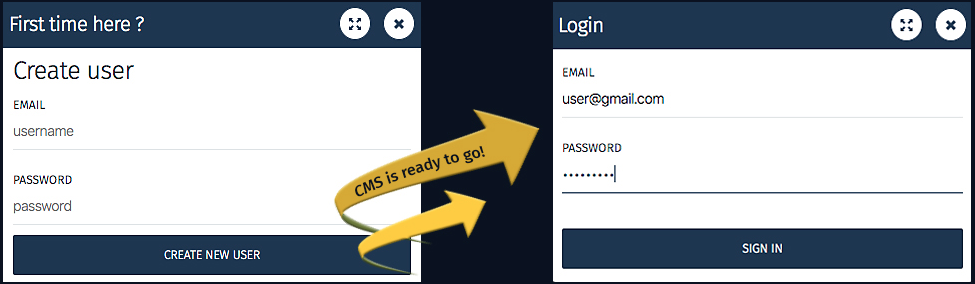 First time here ?
Create user
EMAIL
username
PASSWORD
password
CREATE NEW USER
CMS is ready to go!
Login
EMAIL
user@gmail.com
PASSWORD
•••••••••
SIGN IN